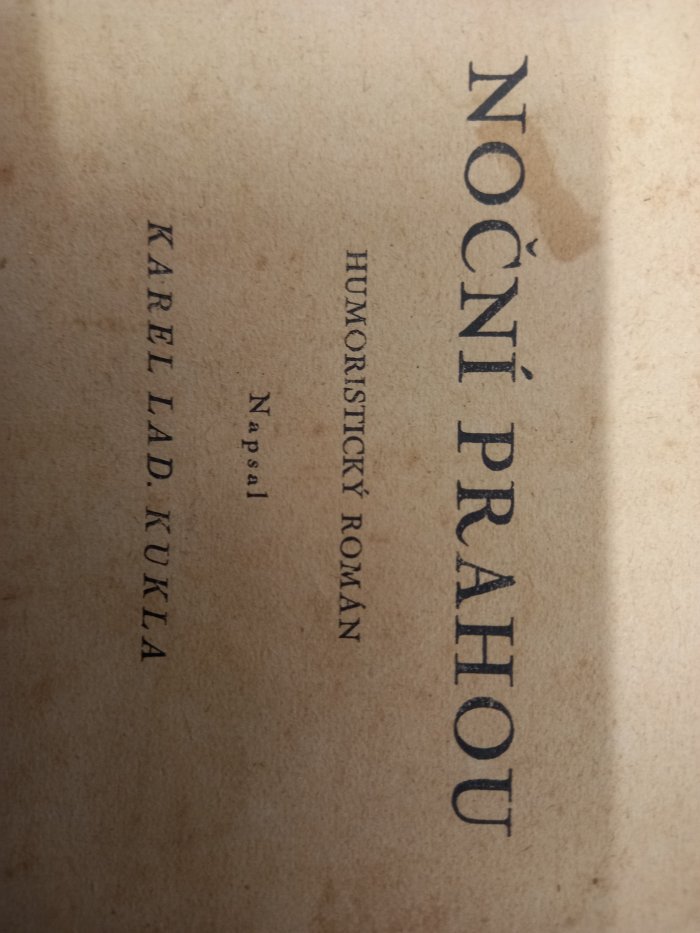 NOČNÍ PRAHOU
HUMORISTICKÝ ROMÁN
Napsal
KAREL LAD. KUKLA